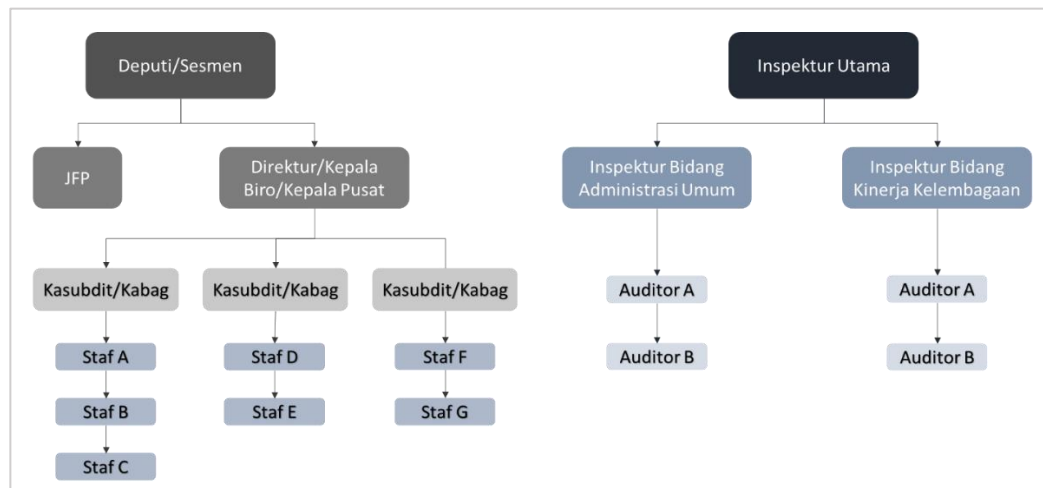 Deputi/Sesmen
Inspektur Utama
JFP
Direktur/Kepala
Biro/Kepala Pusat
Inspektur Bidang
Administrasi Umum
Inspektur Bidang
Kinerja Kelembagaan
Kasubdit/Kabag
Kasubdit/Kabag
Kasubdit/Kabag
Auditor A
Auditor A
Staf A
Staf D
Staf F
Auditor B
Auditor B
Staf B
Staf E
Staf G
Staf C